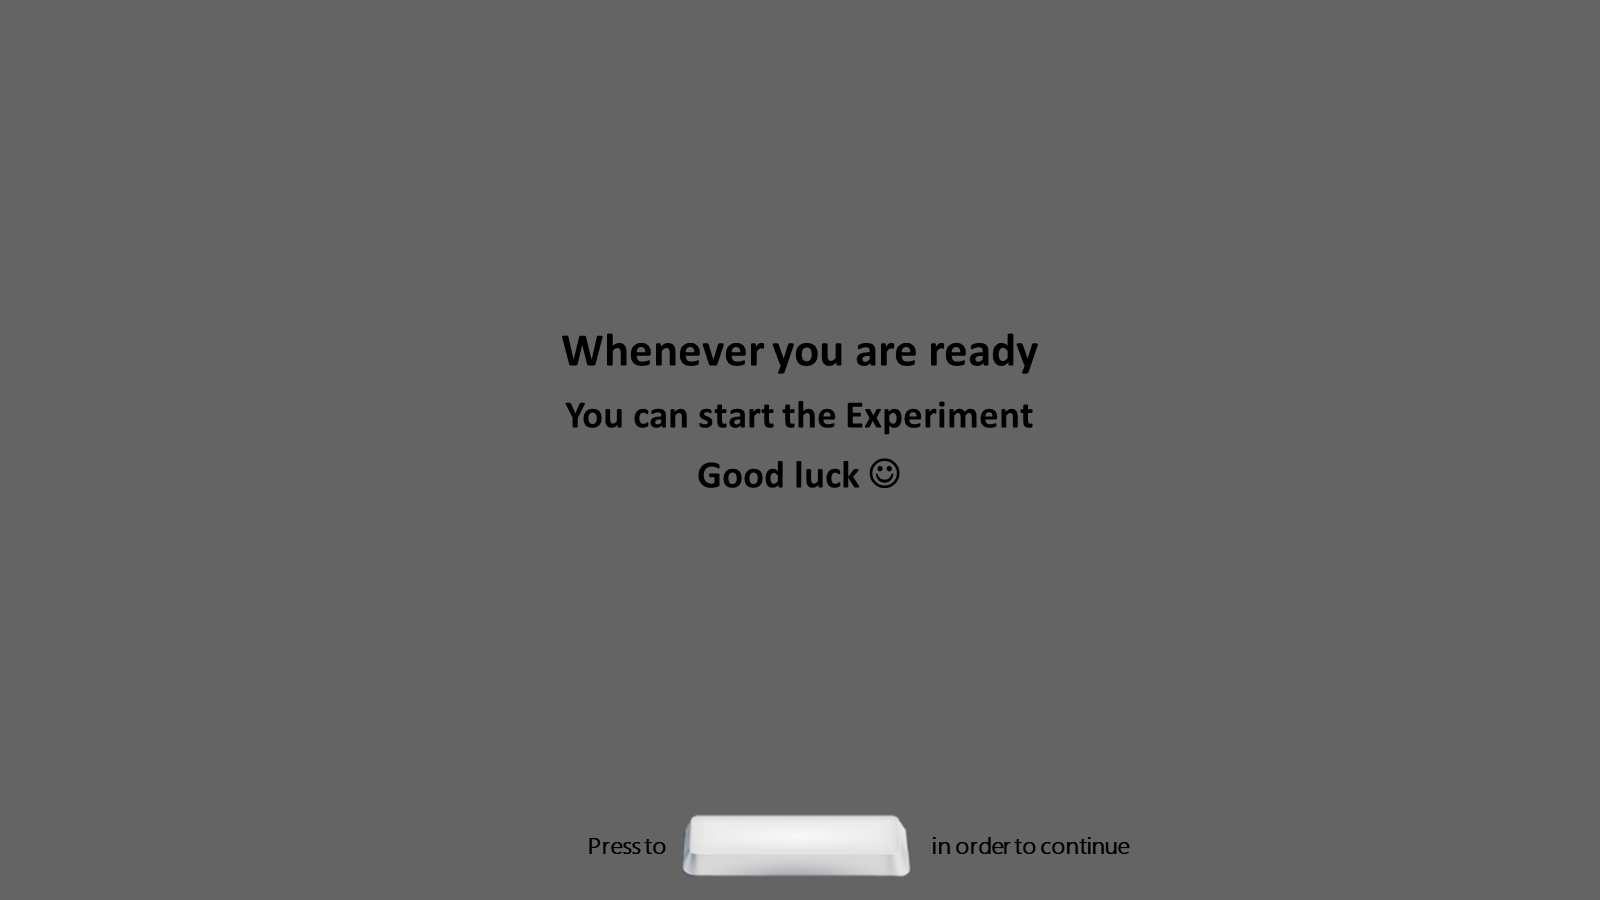 Whenever you are ready
You can start the Experiment
Good luck ☺
Press to in order to continue